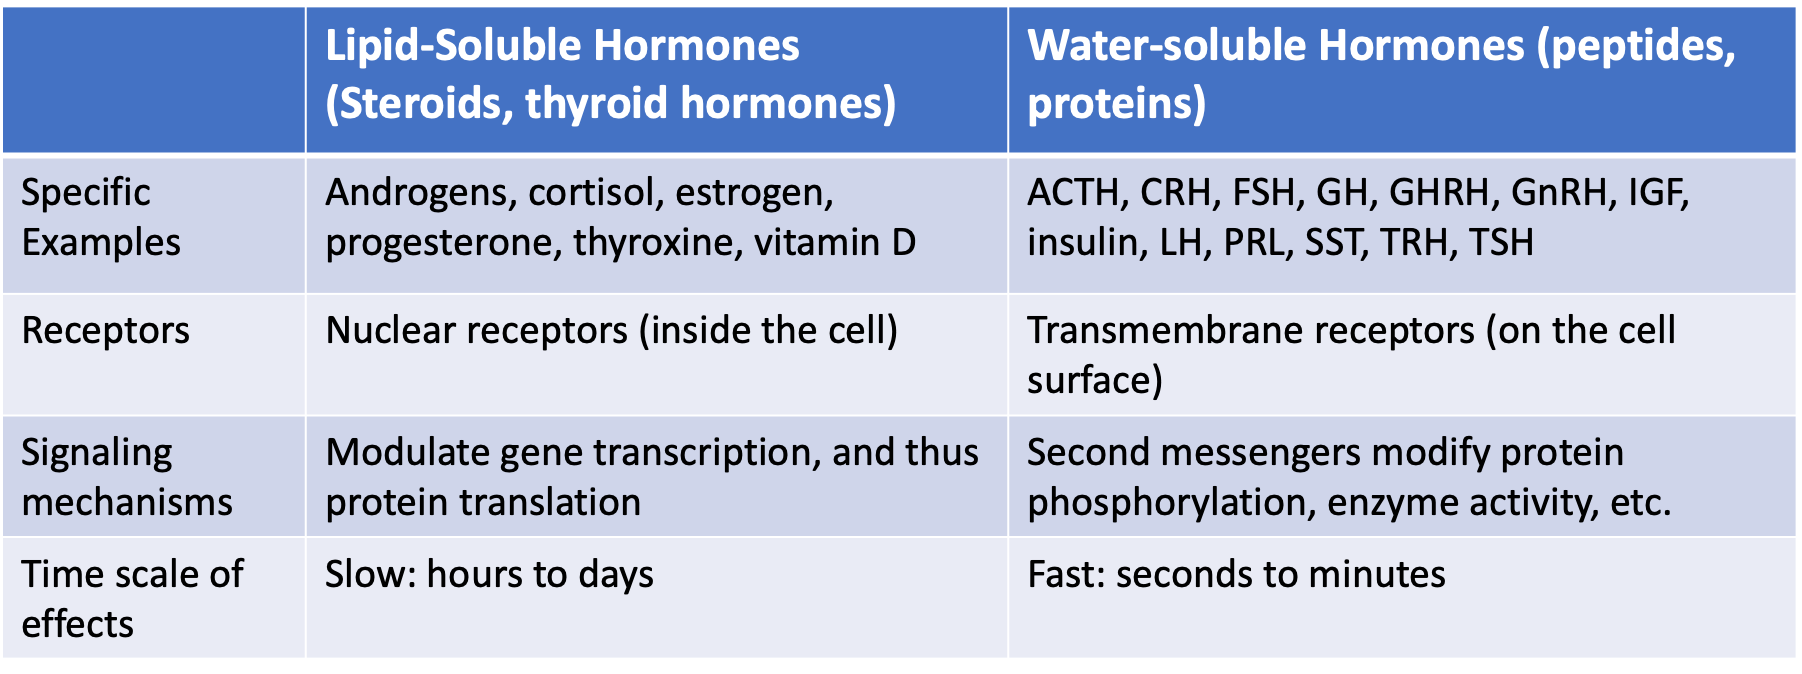 Lipid-Soluble Hormones
(Steroids, thyroid hormones)
Water-soluble Hormones (peptides,
proteins)
Specific
Examples
Androgens, cortisol, estrogen,
progesterone, thyroxine, vitamin D
ACTH, CRH, FSH, GH, GHRH, GnRH, IGF,
insulin, LH, PRL, SST, TRH, TSH
Receptors
Nuclear receptors (inside the cell)
Transmembrane receptors (on the cell
surface)
Signaling
mechanisms
Modulate gene transcription, and thus
protein translation
Second messengers modify protein
phosphorylation, enzyme activity, etc.
Time scale of
effects
Slow: hours to days
Fast: seconds to minutes